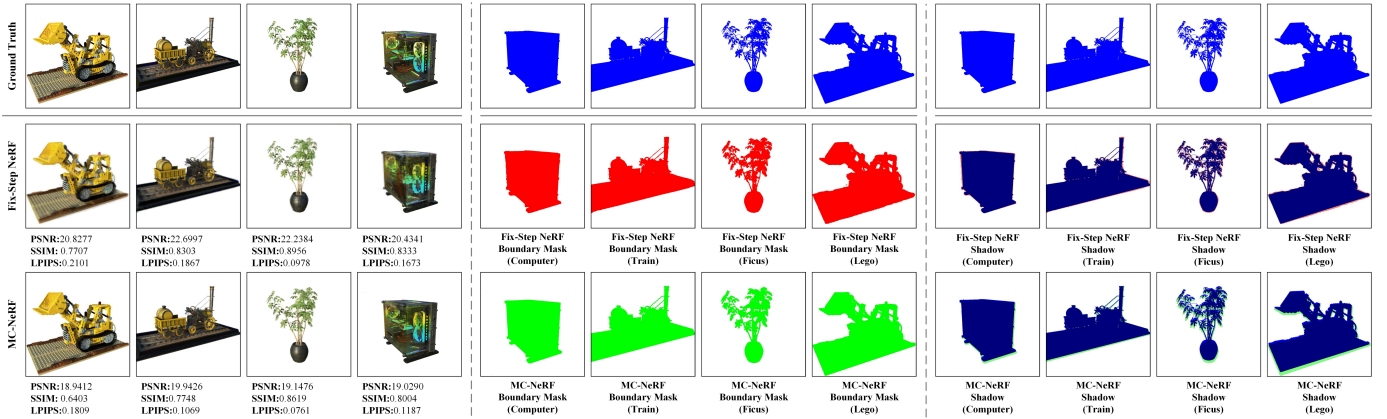 Ground Truth
Fix-Step NeRF
PSNR:20.8277
SSIM: 0.7707
LPIPS:0.2101
PSNR:22.6997
SSIM:0.8303
LPIPS:0.1867
PSNR:22.2384
SSIM:0.8956
LPIPS:0.0978
PSNR:20.4341
SSIM:0.8333
LPIPS:0.1673
Fix-Step NeRF
Boundary Mask
(Computer)
Fix-Step NeRF
Boundary Mask
(Train)
Fix-Step NeRF
Boundary Mask
(Ficus)
Fix-Step NeRF
Boundary Mask
(Lego)
Fix-Step NeRF
Shadow
(Computer)
Fix-Step NeRF
Shadow
(Train)
Fix-Step NeRF
Shadow
(Ficus)
Fix-Step NeRF
Shadow
(Lego)
MC-NeRF
PSNR:18.9412
SSIM: 0.6403
LPIPS:0.1809
PSNR:19.9426
SSIM:0.7748
LPIPS:0.1069
PSNR:19.1476
SSIM:0.8619
LPIPS:0.0761
PSNR:19.0290
SSIM:0.8004
LPIPS:0.1187
MC-NeRF
Boundary Mask
(Computer)
MC-NeRF
Boundary Mask
(Train)
MC-NeRF
Boundary Mask
(Ficus)
MC-NeRF
Boundary Mask
(Lego)
MC-NeRF
Shadow
(Computer)
MC-NeRF
Shadow
(Train)
MC-NeRF
Shadow
(Ficus)
MC-NeRF
Shadow
(Lego)